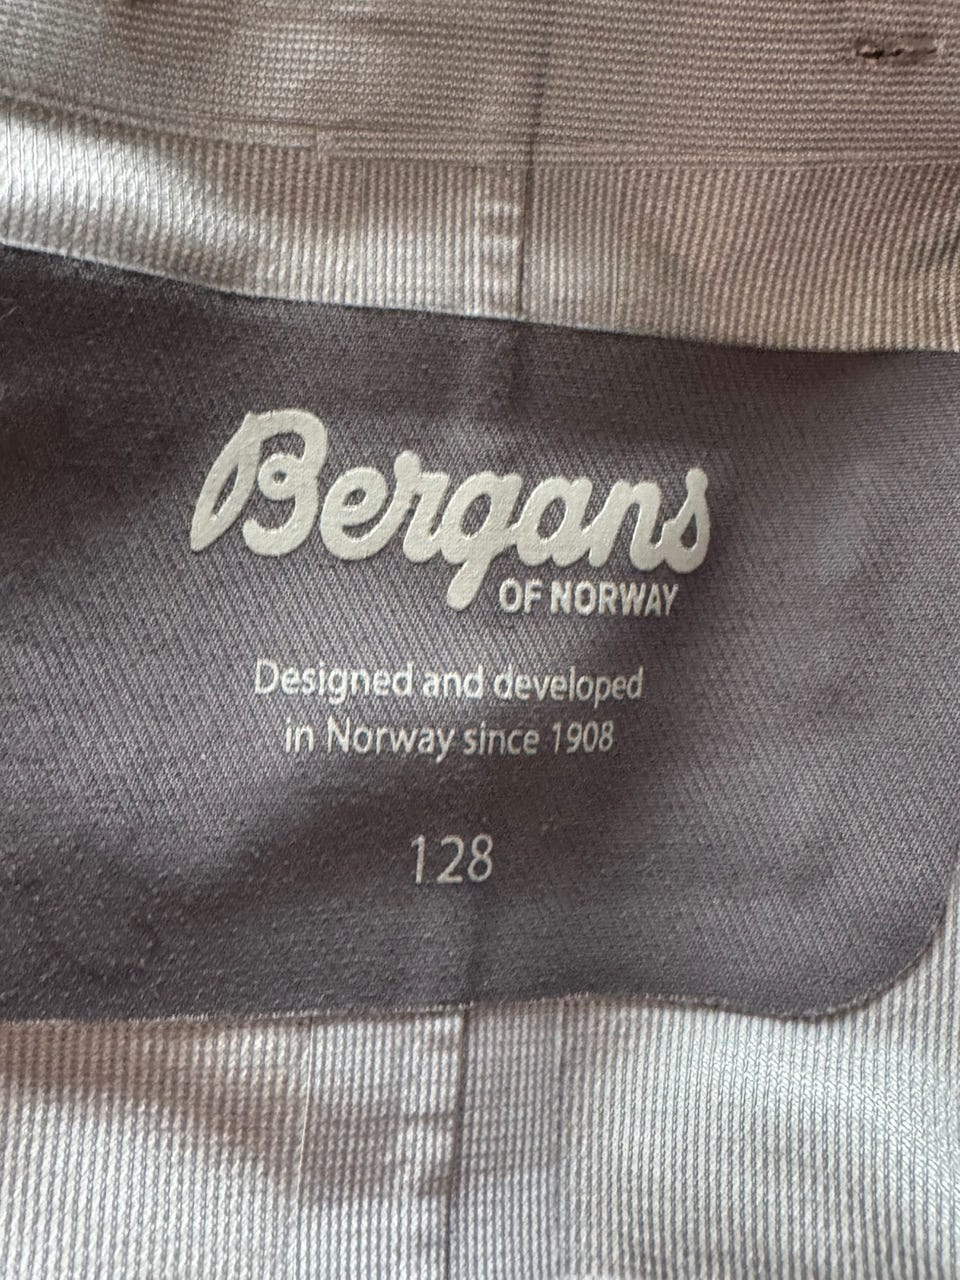 Bergans
OF NORWAY
Designed and developed
in Norway since 1908
128